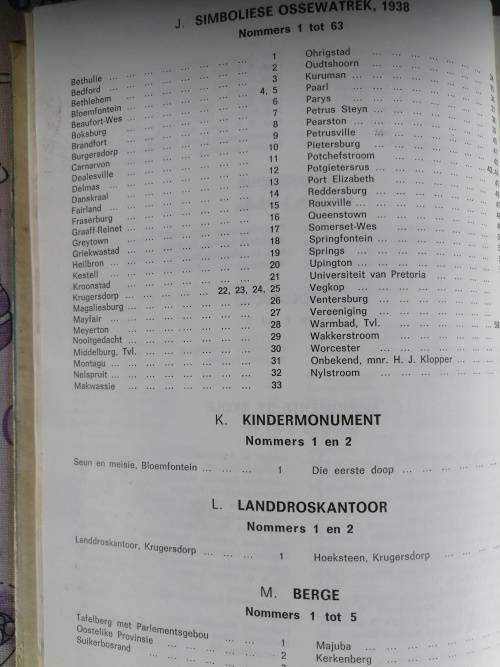 J. SIMBOLIESE OSSEWATREK, 1938
Nommers 1 tot 63
Bethulie ... ... ... ... ... ... ... 1
Bedford ... ... ... ... ... ... ... 2
Bethlehem ... ... ... ... ... ... 3
Bloemfontein ... ... ... ... ... 4, 5
Beaufort-Wes ... ... ... ... ... ... 6
Boksburg ... ... ... ... ... ... ... 7
Brandfort ... ... ... ... ... ... ... 8
Burgersdorp ... ... ... ... ... ... 9
Carnarvon ... ... ... ... ... ... 10
Dealesville ... ... ... ... ... ... 11
Delmas ... ... ... ... ... ... ... 12
Danskraal ... ... ... ... ... ... 13
Fairland ... ... ... ... ... ... ... 14
Fraserburg ... ... ... ... ... ... 15
Graaff-Reinet ... ... ... ... ... ... 16
Greytown ... ... ... ... ... ... 17
Griekwastad ... ... ... ... ... ... 18
Heilbron ... ... ... ... ... ... ... 19
Kestell ... ... ... ... ... ... ... 20
Kroonstad ... ... ... ... ... ... 21
Krugersdorp ... ... ... ... 22, 23, 24, 25
Magaliesburg ... ... ... ... ... ... 26
Mayfair ... ... ... ... ... ... ... 27
Meyerton ... ... ... ... ... ... 28
Nooitgedacht ... ... ... ... ... ... 29
Middelburg, Tvl. ... ... ... ... ... 30
Montagu ... ... ... ... ... ... 31
Nelspruit ... ... ... ... ... ... ... 32
Makwassie ... ... ... ... ... ... 33
Ohrigstad ... ... ... ... ...
Oudtshoorn ... ... ... ... ...
Kuruman ... ... ... ... ... ...
Paarl ... ... ... ... ... ...
Parys ... ... ... ... ... ...
Petrus Steyn ... ... ... ... ...
Pearston ... ... ... ... ...
Petrusville ... ... ... ... ...
Pietersburg ... ... ... ... ...
Potchefstroom ... ... ... ...
Potgietersrus ... ... ... ...
Port Elizabeth ... ... ... ...
Reddersburg ... ... ... ... ...
Rouxville ... ... ... ... ... ...
Queenstown ... ... ... ... ...
Somerset-Wes ... ... ... ...
Springfontein ... ... ... ... ...
Springs ... ... ... ... ... ...
Upington ... ... ... ... ... ...
Universiteit van Pretoria ... ... ...
Vegkop ... ... ... ... ... ...
Ventersburg ... ... ... ... ...
Vereeniging ... ... ... ... ...
Warmbad, Tvl. ... ... ... ...
Wakkerstroom ... ... ... ...
Worcester ... ... ... ... ...
Onbekend, mnr. H. J. Klopper ... ...
Nylstroom ... ... ... ... ...
K. KINDERMONUMENT
Nommers 1 en 2
Seun en meisie, Bloemfontein ... ... ... 1
Die eerste doop ... ... ... ...
L. LANDDROSKANTOOR
Nommers 1 en 2
Landdroskantoor, Krugersdorp ... ... ... 1
Hoeksteen, Krugersdorp ... ... ...
M. BERGE
Nommers 1 tot 5
Tafelberg met Parlementsgebou ... ... 1
Oostelike Provinsie ... ... ... ... 2
Suikerbosrand ... ... ... ...
Majuba ... ... ... ... ...
Kerkenberg ... ... ... ...